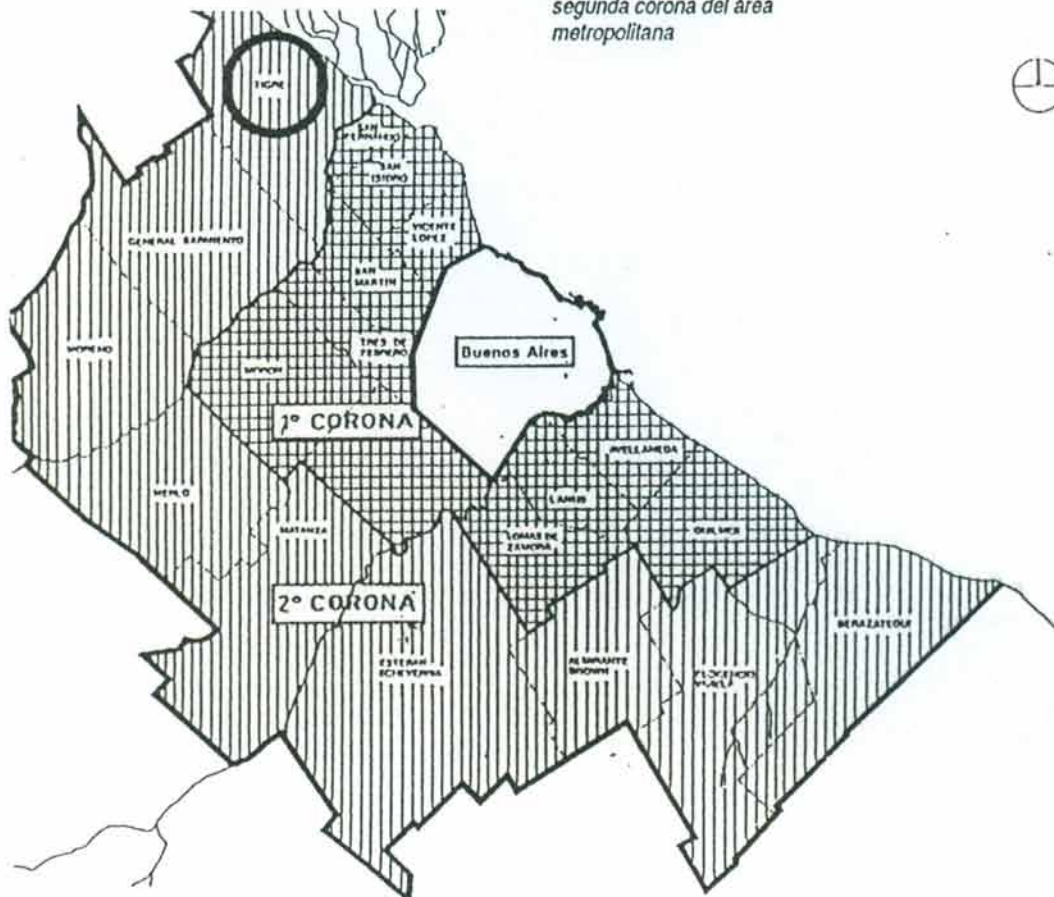 segunda corona del área
metropolitana
TIGRE
SAN
FERNANDO
SAN
ISIDRO
VICENTE
LOPEZ
GENERAL SARMIENTO
SAN
MARTIN
TRES DE
FEBRERO
Buenos Aires
MORENO
MORON
1º CORONA
AVELLANEDA
MERLO
LANUS
MATANZA
LOMAS DE
ZAMORA
QUILMES
2º CORONA
BERAZATEGUI
ESTEBAN
ECHEVERRIA
ALMIRANTE
BROWN
FLORENCIO
VARELA